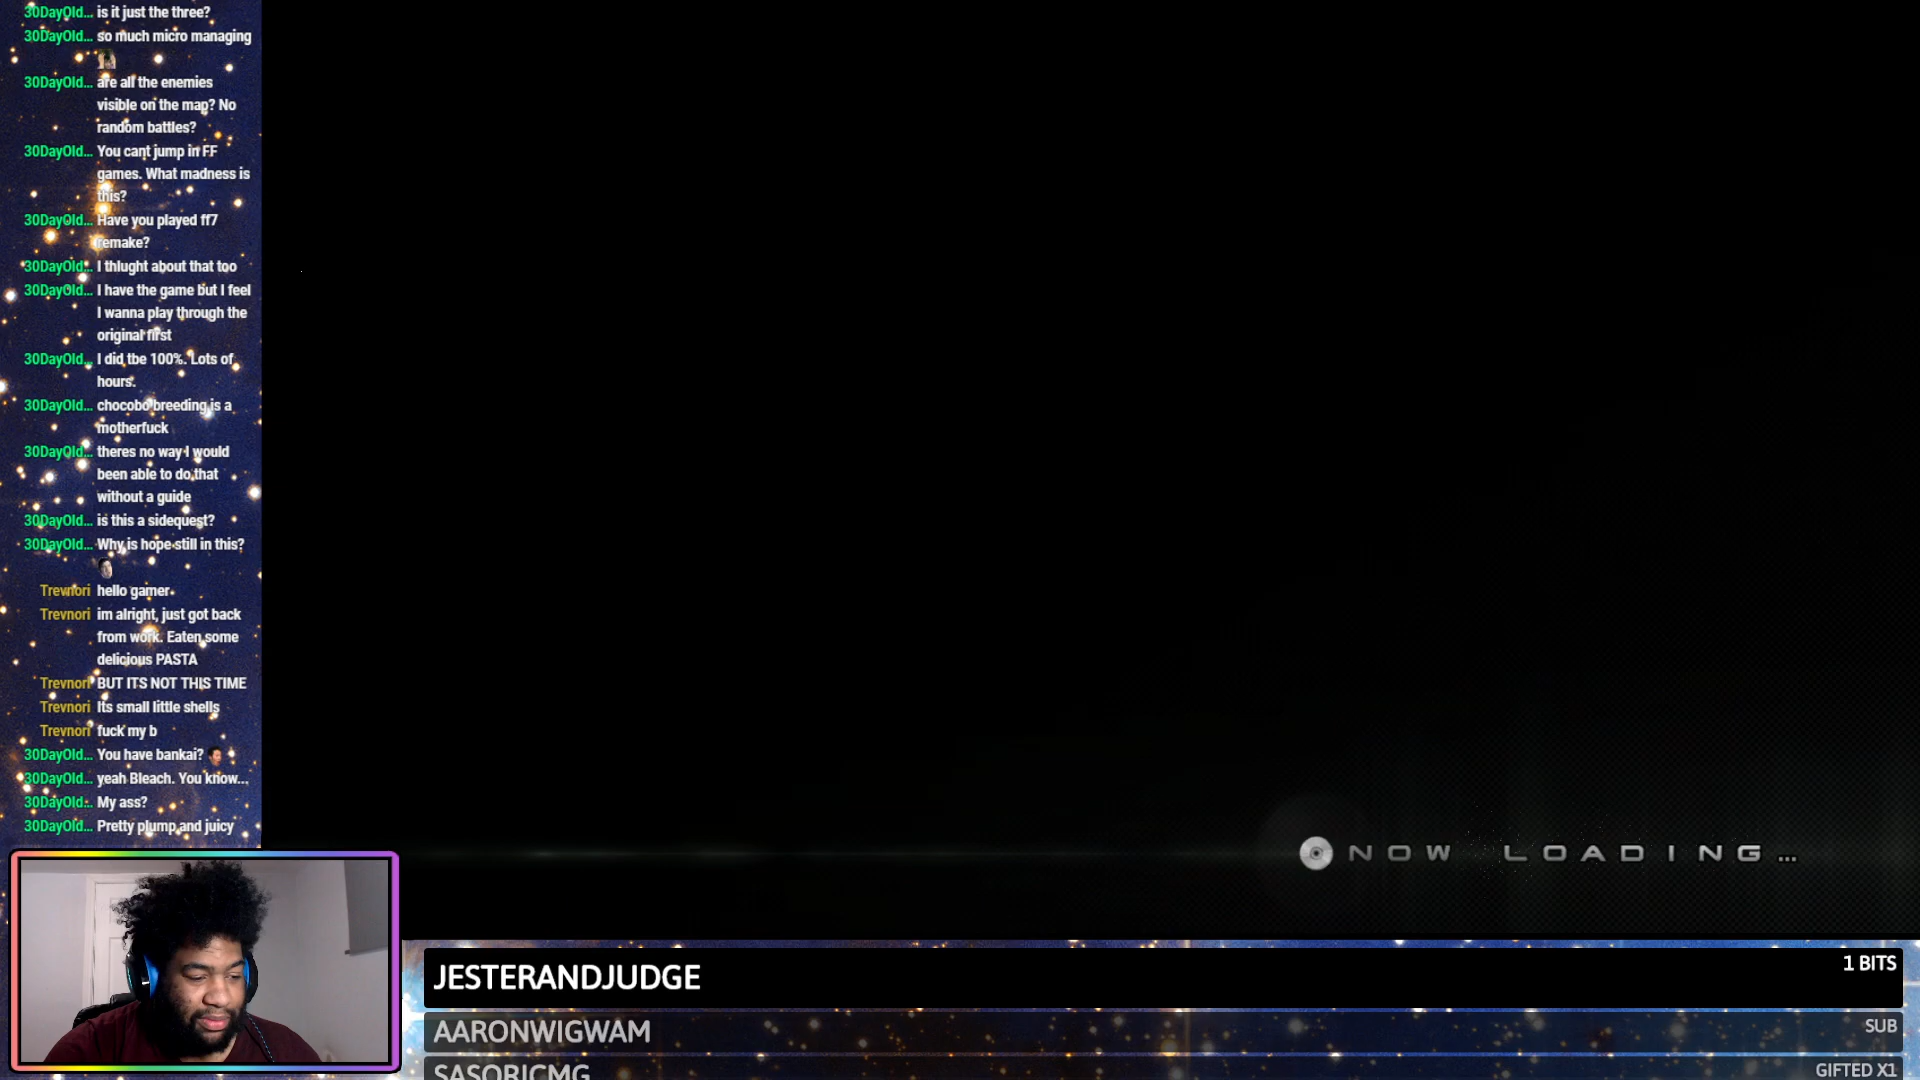 30DayOld... is it just the three?
30DayOld... so much micro managing
30DayOld... are all the enemies
visible on the map? No
random battles?
30DayOld... You cant jump in FF
games. What madness is
this?
30DayOld... Have you played ff7
remake?
30DayOld... I thlught about that too
30DayOld... I have the game but I feel
I wanna play through the
original first
30DayOld... I did tbe 100%. Lots of
hours.
30DayOld... chocobo breeding is a
motherfuck
30DayOld... theres no way I would
been able to do that
without a guide
30DayOld... is this a sidequest?
30DayOld... Why is hope still in this?
Trevnori hello gamer
Trevnori im alright, just got back
from work. Eaten some
delicious PASTA
Trevnori BUT ITS NOT THIS TIME
Trevnori Its small little shells
Trevnori fuck my b
30DayOld... You have bankai?
30DayOld... yeah Bleach. You know...
30DayOld... My ass?
30DayOld... Pretty plump and juicy
NOW LOADING...
JESTERANDJUDGE 1 BITS
AARONWIGWAM SUB
SASORICMG GIFTED X1